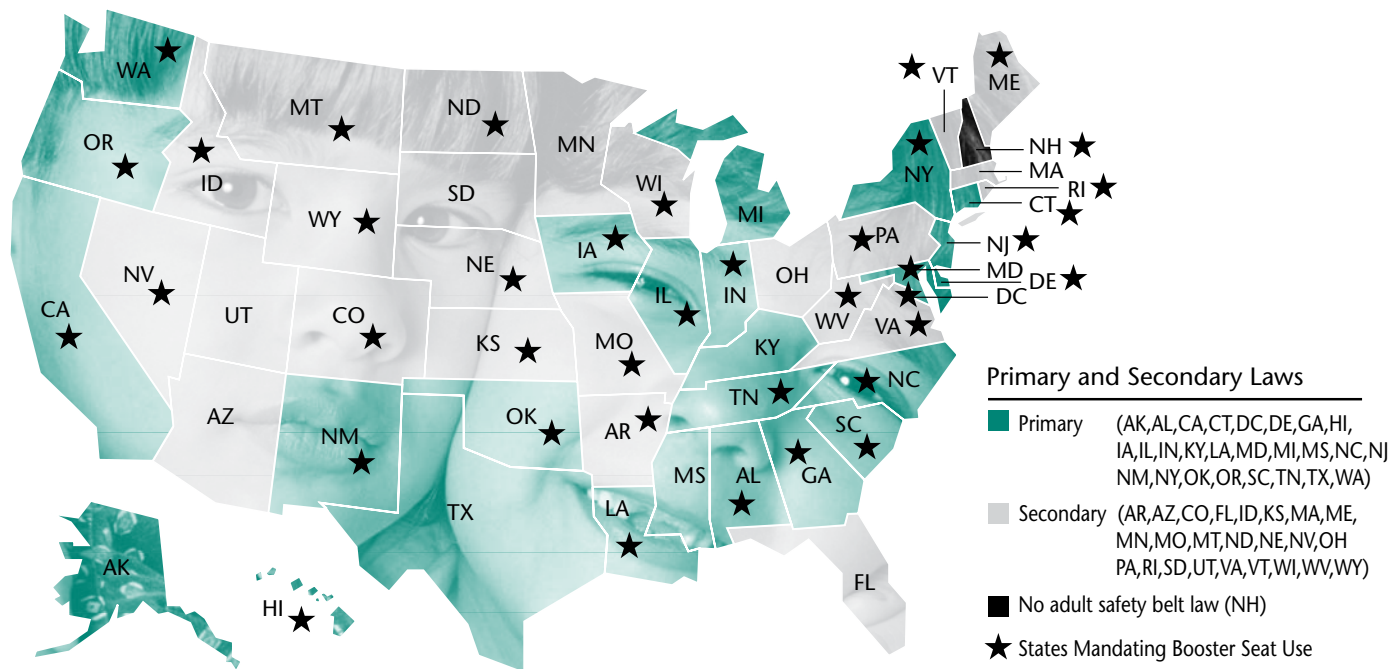 WA
VT
ME
MT
ND
OR
MN
NH
ID
NY
MA
WI
SD
RI
WY
MI
CT
PA
NJ
IA
NE
OH
MD
NV
DE
IL
IN
DC
CA
UT
CO
WV
VA
KS
MO
KY
NC
TN
AZ
OK
AR
SC
NM
MS
AL
GA
LA
TX
AK
FL
HI
Primary and Secondary Laws
Primary (AK,AL,CA,CT,DC,DE,GA,HI,
IA,IL,IN,KY,LA,MD,MI,MS,NC,NJ
NM,NY,OK,OR,SC,TN,TX,WA)
Secondary (AR,AZ,CO,FL,ID,KS,MA,ME,
MN,MO,MT,ND,NE,NV,OH
PA,RI,SD,UT,VA,VT,WI,WV,WY)
No adult safety belt law (NH)
States Mandating Booster Seat Use